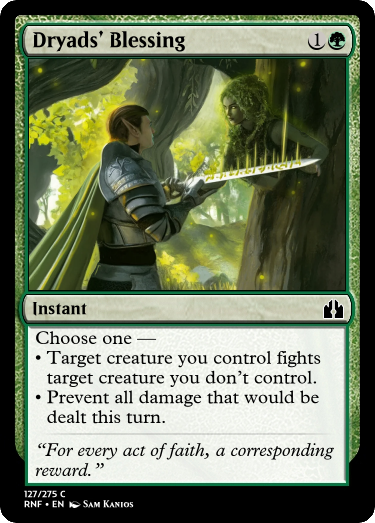 Dryads’ Blessing 1
Instant
Choose one —
• Target creature you control fights
target creature you don’t control.
• Prevent all damage that would be
dealt this turn.
“For every act of faith, a corresponding
reward.”
127/275 C
RNF • EN Sam Kanios